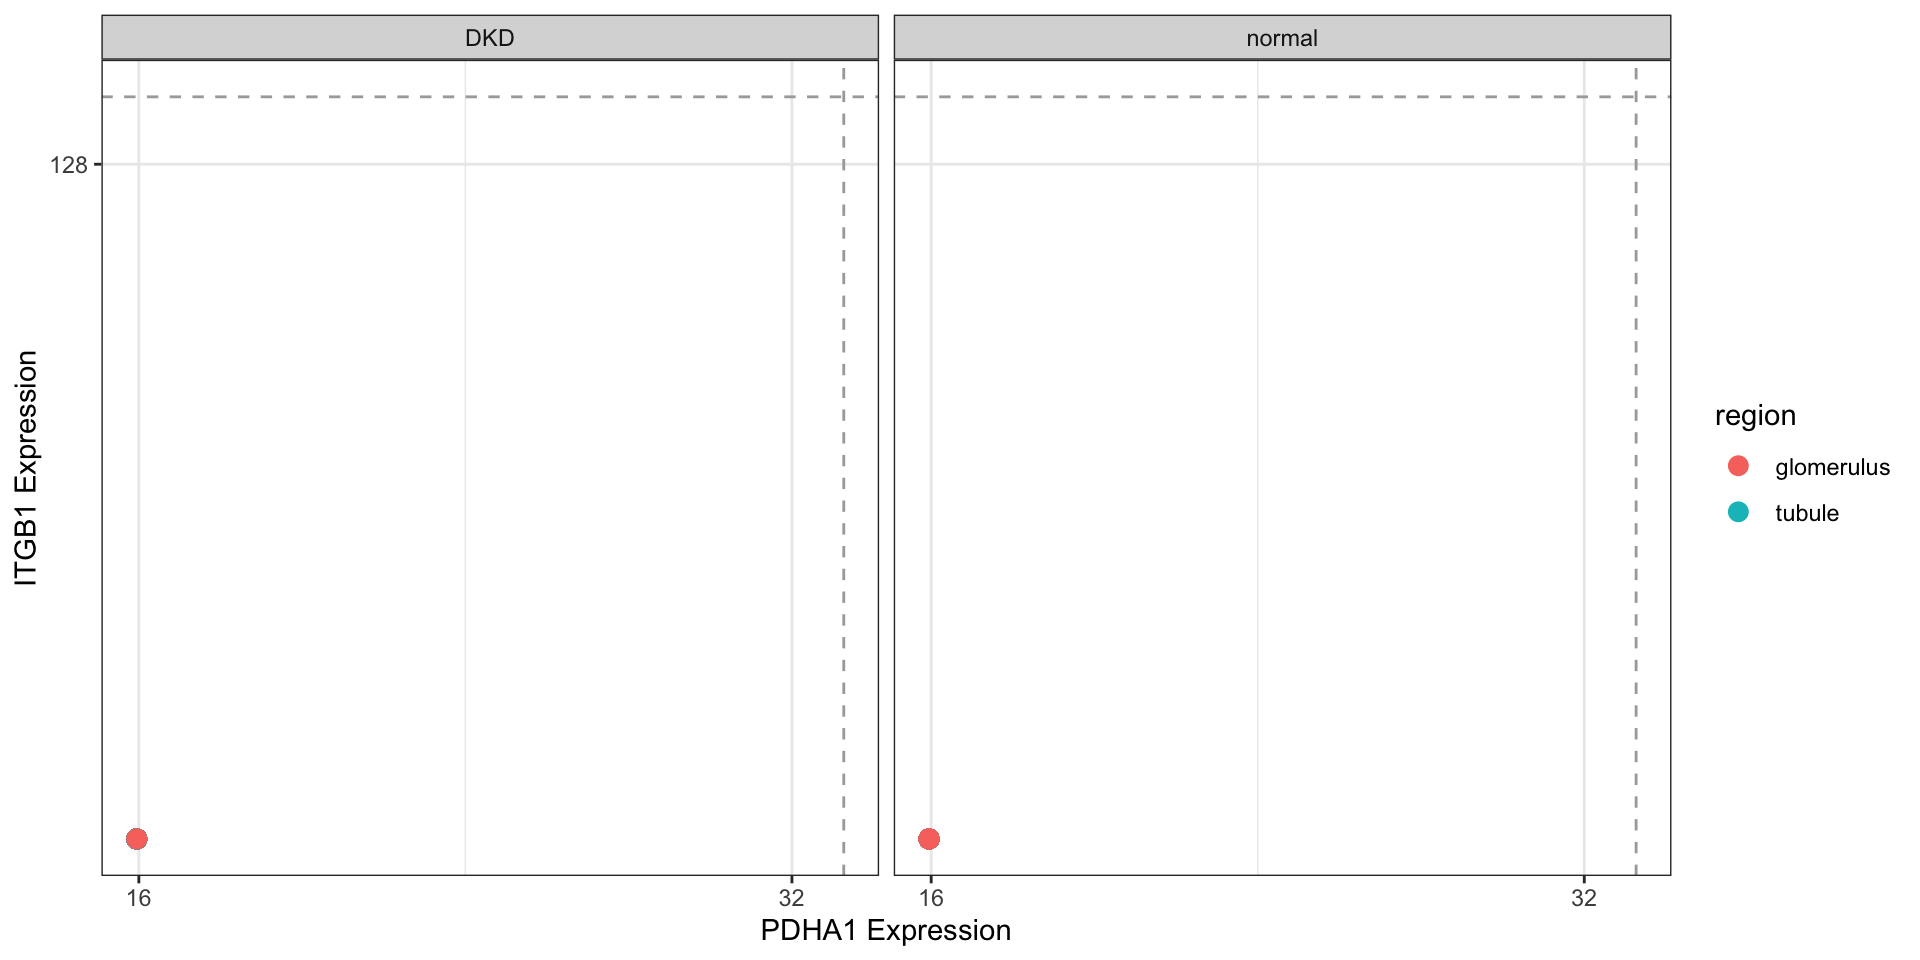 DKD
normal
128
ITGB1 Expression
16
32
16
32
PDHA1 Expression
region
glomerulus
tubule